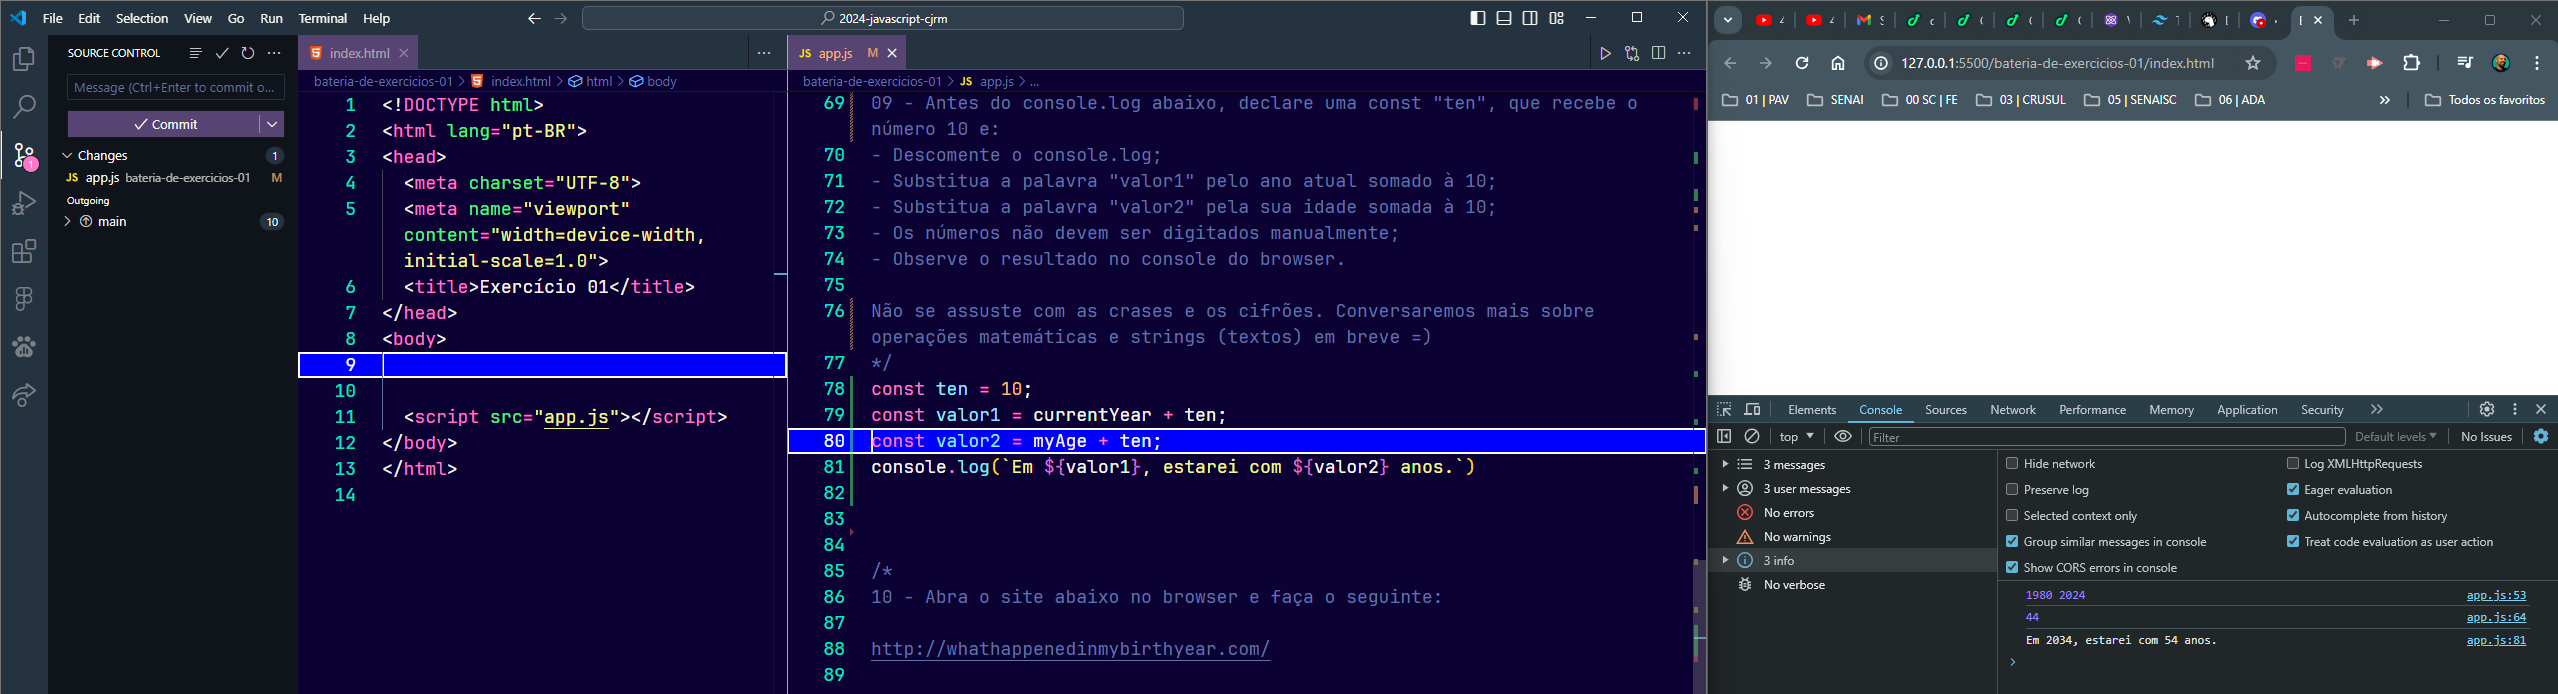 File Edit Selection View Go Run Terminal Help
2024-javascript-cjrm
SOURCE CONTROL
Message (Ctrl+Enter to commit o...
Commit
Changes 1
JS app.js bateria-de-exercicios-01 M
Outgoing
main 10
1
index.html
bateria-de-exercicios-01 > index.html > html > body
1 <!DOCTYPE html>
2 <html lang="pt-BR">
3 <head>
4 <meta charset="UTF-8">
5 <meta name="viewport"
content="width=device-width,
initial-scale=1.0">
6 <title>Exercício 01</title>
7 </head>
8 <body>
9
10
11 <script src="app.js"></script>
12 </body>
13 </html>
14
JS app.js M
bateria-de-exercicios-01 > JS app.js > ...
69 09 - Antes do console.log abaixo, declare uma const "ten", que recebe o
número 10 e:
70 - Descomente o console.log;
71 - Substitua a palavra "valor1" pelo ano atual somado à 10;
72 - Substitua a palavra "valor2" pela sua idade somada à 10;
73 - Os números não devem ser digitados manualmente;
74 - Observe o resultado no console do browser.
75
76 Não se assuste com as crases e os cifrões. Conversaremos mais sobre
operações matemáticas e strings (textos) em breve =)
77 */
78 const ten = 10;
79 const valor1 = currentYear + ten;
80 const valor2 = myAge + ten;
81 console.log(`Em ${valor1}, estarei com ${valor2} anos.`)
82
83
84
85 /*
86 10 - Abra o site abaixo no browser e faça o seguinte:
87
88 http://whathappenedinmybirthyear.com/
89
127.0.0.1:5500/bateria-de-exercicios-01/index.html
01 | PAV SENAI 00 SC | FE 03 | CRUSUL 05 | SENAISC 06 | ADA » Todos os favoritos
Elements Console Sources Network Performance Memory Application Security
top Filter Default levels No Issues
3 messages
3 user messages
No errors
No warnings
3 info
No verbose
Hide network Log XMLHttpRequests
Preserve log Eager evaluation
Selected context only Autocomplete from history
Group similar messages in console Treat code evaluation as user action
Show CORS errors in console
1980 2024 app.js:53
44 app.js:64
Em 2034, estarei com 54 anos. app.js:81